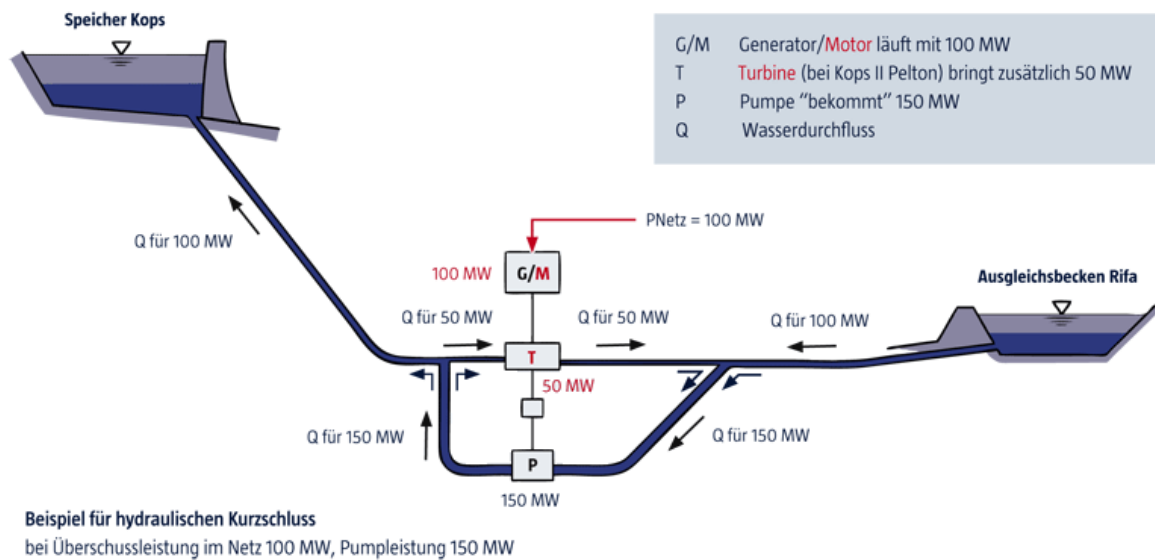 Speicher Kops
G/M Generator/Motor läuft mit 100 MW
T Turbine (bei Kops II Pelton) bringt zusätzlich 50 MW
P Pumpe “bekommt” 150 MW
Q Wasserdurchfluss
PNetz = 100 MW
Q für 100 MW
100 MW
G/M
Ausgleichsbecken Rifa
Q für 50 MW
Q für 50 MW
Q für 100 MW
T
50 MW
Q für 150 MW
Q für 150 MW
P
150 MW
Beispiel für hydraulischen Kurzschluss
bei Überschussleistung im Netz 100 MW, Pumpleistung 150 MW